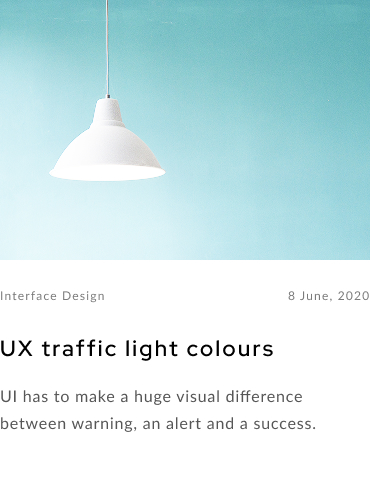 Interface Design
8 June, 2020
UX traffic light colours
UI has to make a huge visual difference
between warning, an alert and a success.